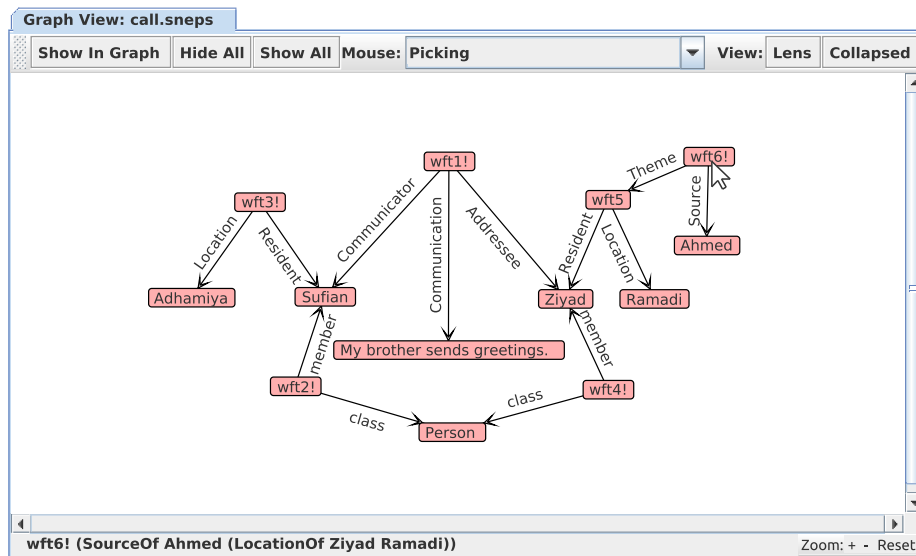 Graph View: call.sneps
Show In Graph Hide All Show All Mouse: Picking View: Lens Collapsed
wft1! wft6!
Theme
wft3! wft5 Source
Communicator Communication Addressee
Location Resident Resident Location Ahmed
Adhamiya Sufian Ziyad Ramadi
member My brother sends greetings. member
wft2! wft4!
class class
Person
wft6! (SourceOf Ahmed (LocationOf Ziyad Ramadi))
Zoom: + - Reset